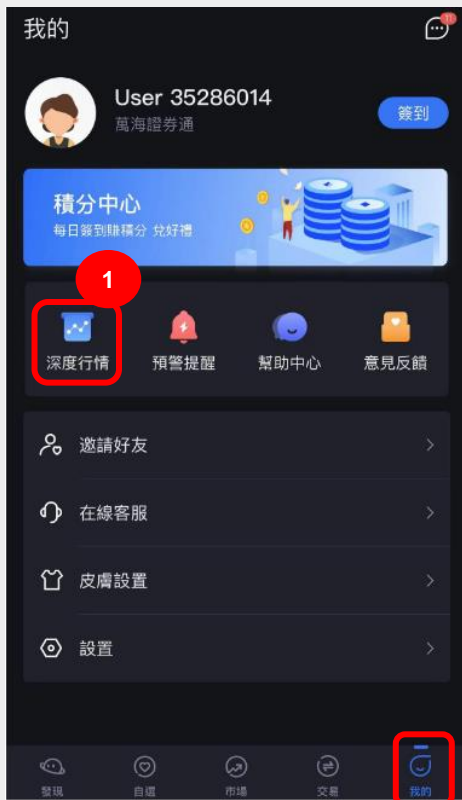 我的
11
User 35286014
萬海證券通
簽到
積分中心
每日簽到賺積分 兌好禮
1
深度行情
預警提醒
幫助中心
意見反饋
邀請好友
在線客服
皮膚設置
設置
發現
自選
市場
交易
我的